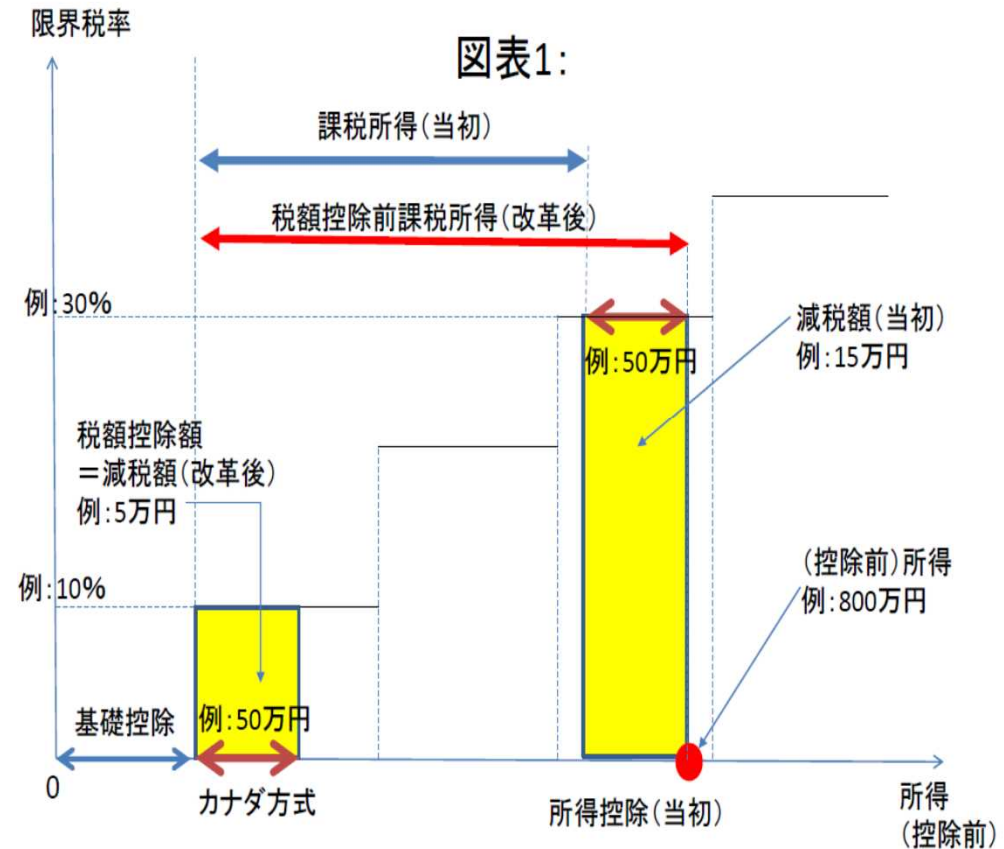 限界税率
図表1:
課税所得(当初)
税額控除前課税所得(改革後)
例:30%
減税額(当初)
例:15万円
例:50万円
税額控除額
＝減税額(改革後)
例:5万円
(控除前)所得
例:800万円
例:10%
基礎控除
例:50万円
0
カナダ方式
所得控除(当初)
所得
(控除前)